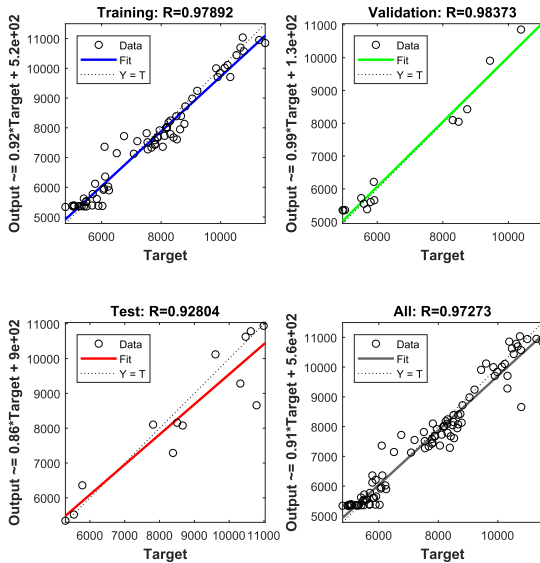 Training: R=0.97892
Output ~= 0.92*Target + 5.2e+02
11000
10000
9000
8000
7000
6000
5000
Data
Fit
Y = T
6000 8000 10000
Target
Validation: R=0.98373
Output ~= 0.99*Target + 1.3e+02
11000
10000
9000
8000
7000
6000
5000
Data
Fit
Y = T
6000 8000 10000
Target
Test: R=0.92804
Output ~= 0.86*Target + 9e+02
11000
10000
9000
8000
7000
6000
Data
Fit
Y = T
6000 7000 8000 9000 10000 11000
Target
All: R=0.97273
Output ~= 0.91*Target + 5.6e+02
11000
10000
9000
8000
7000
6000
5000
Data
Fit
Y = T
6000 8000 10000
Target